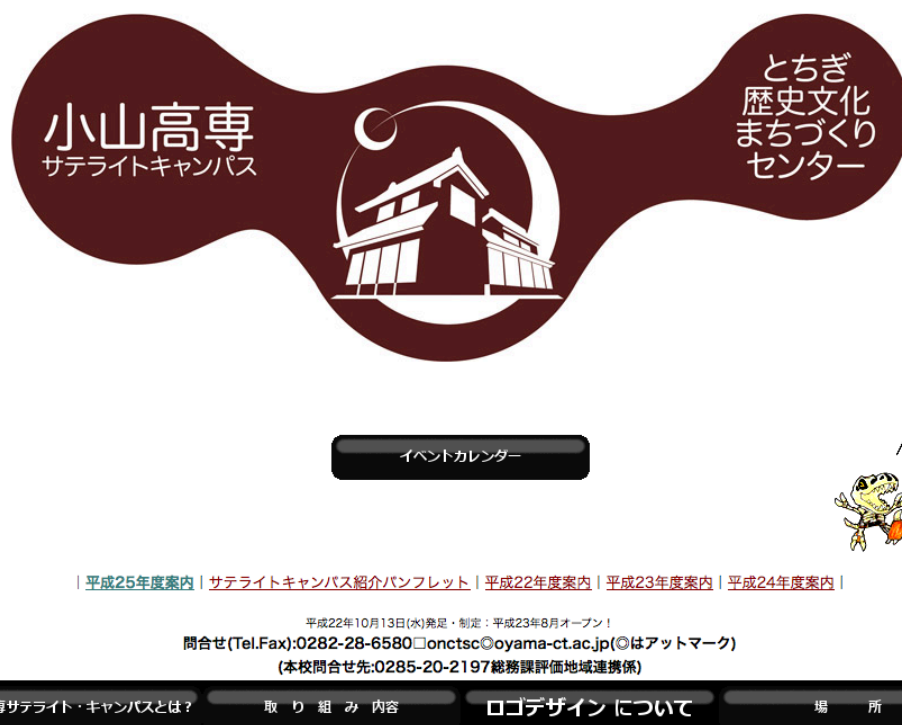 小山高専
サテライトキャンパス
とちぎ
歴史文化
まちづくり
センター
イベントカレンダー
| 平成25年度案内 | サテライトキャンパス紹介パンフレット | 平成22年度案内 | 平成23年度案内 | 平成24年度案内 |
平成22年10月13日(水)発足・制定：平成23年8月オープン！
問合せ(Tel.Fax):0282-28-6580□onctsc◎oyama-ct.ac.jp(◎はアットマーク)
(本校問合せ先:0285-20-2197総務課評価地域連携係)
専サテライト・キャンパスとは？
取 り 組 み 内容
ロゴデザイン について
場 所